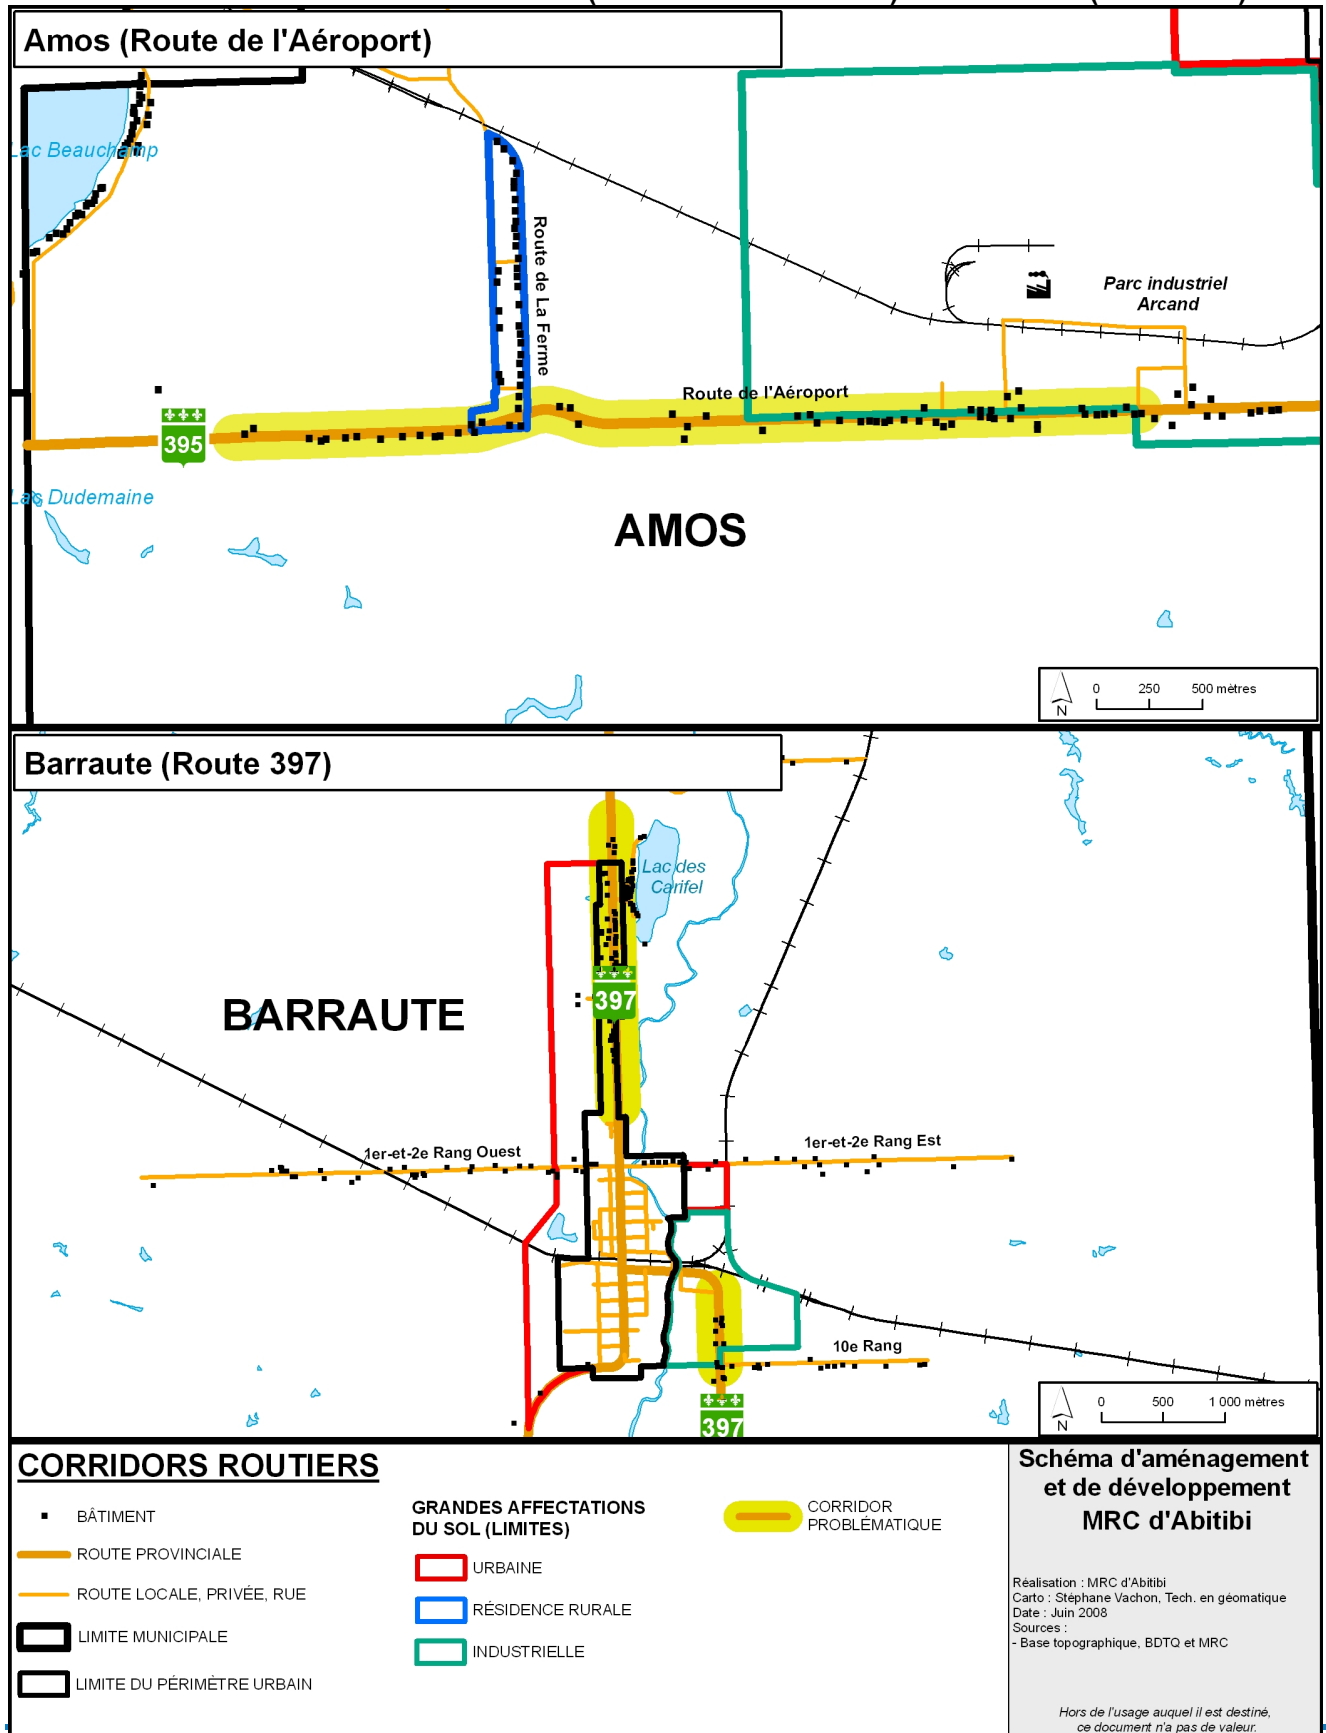 Amos (Route de l'Aéroport)
Lac Beauchamp
Route de La Ferme
Parc industriel
Arcand
Route de l'Aéroport
395
Lac Dudemaine
AMOS
0 250 500 mètres
N
Barraute (Route 397)
Lac des
Carifel
397
BARRAUTE
1er-et-2e Rang Ouest
1er-et-2e Rang Est
10e Rang
397
0 500 1 000 mètres
N
CORRIDORS ROUTIERS
BÂTIMENT
ROUTE PROVINCIALE
ROUTE LOCALE, PRIVÉE, RUE
LIMITE MUNICIPALE
LIMITE DU PÉRIMÈTRE URBAIN
GRANDES AFFECTATIONS
DU SOL (LIMITES)
URBAINE
RÉSIDENCE RURALE
INDUSTRIELLE
CORRIDOR
PROBLÉMATIQUE
Schéma d'aménagement
et de développement
MRC d'Abitibi
Réalisation : MRC d'Abitibi
Carto : Stéphane Vachon, Tech. en géomatique
Date : Juin 2008
Sources :
- Base topographique, BDTQ et MRC
Hors de l'usage auquel il est destiné,
ce document n'a pas de valeur.